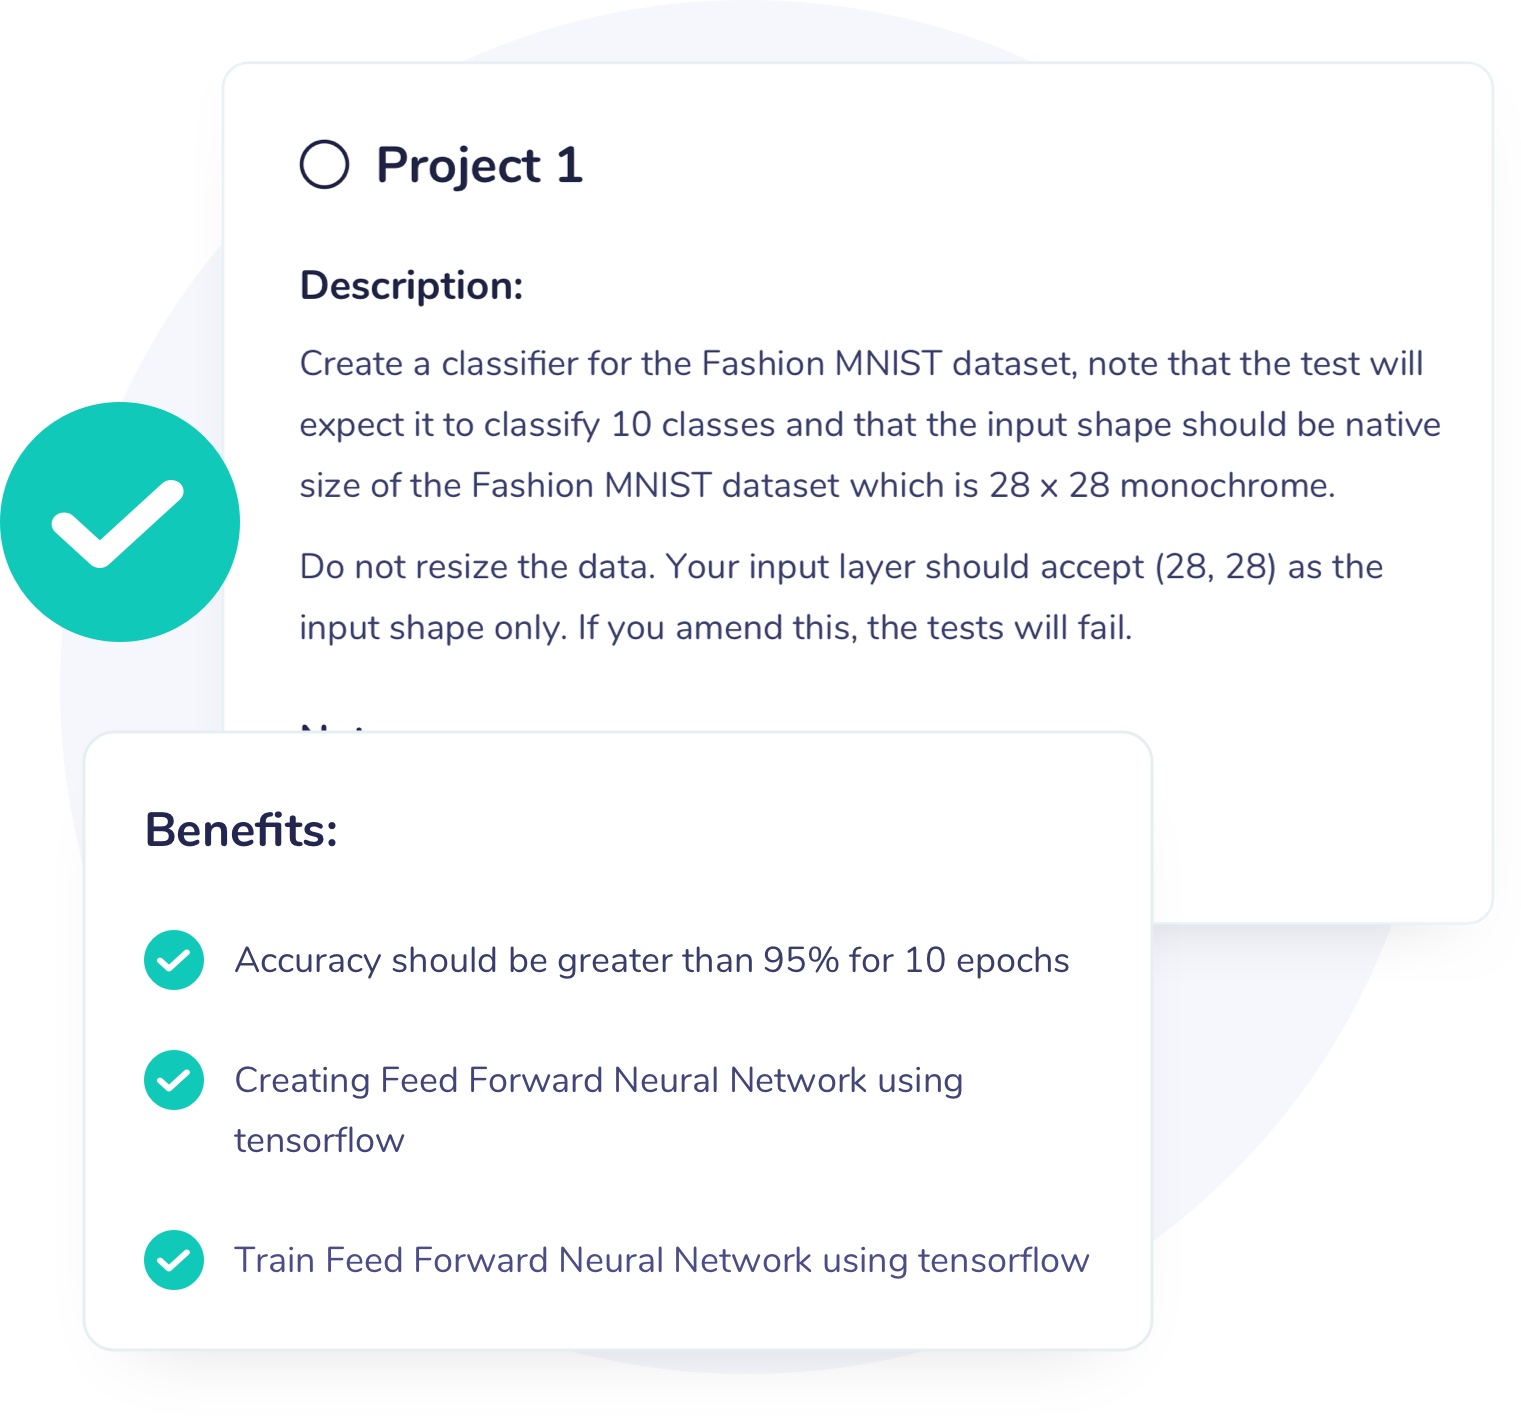 Project 1
Description:
Create a classifier for the Fashion MNIST dataset, note that the test will
expect it to classify 10 classes and that the input shape should be native
size of the Fashion MNIST dataset which is 28 x 28 monochrome.
Do not resize the data. Your input layer should accept (28, 28) as the
input shape only. If you amend this, the tests will fail.
Benefits:
Accuracy should be greater than 95% for 10 epochs
Creating Feed Forward Neural Network using
tensorflow
Train Feed Forward Neural Network using tensorflow